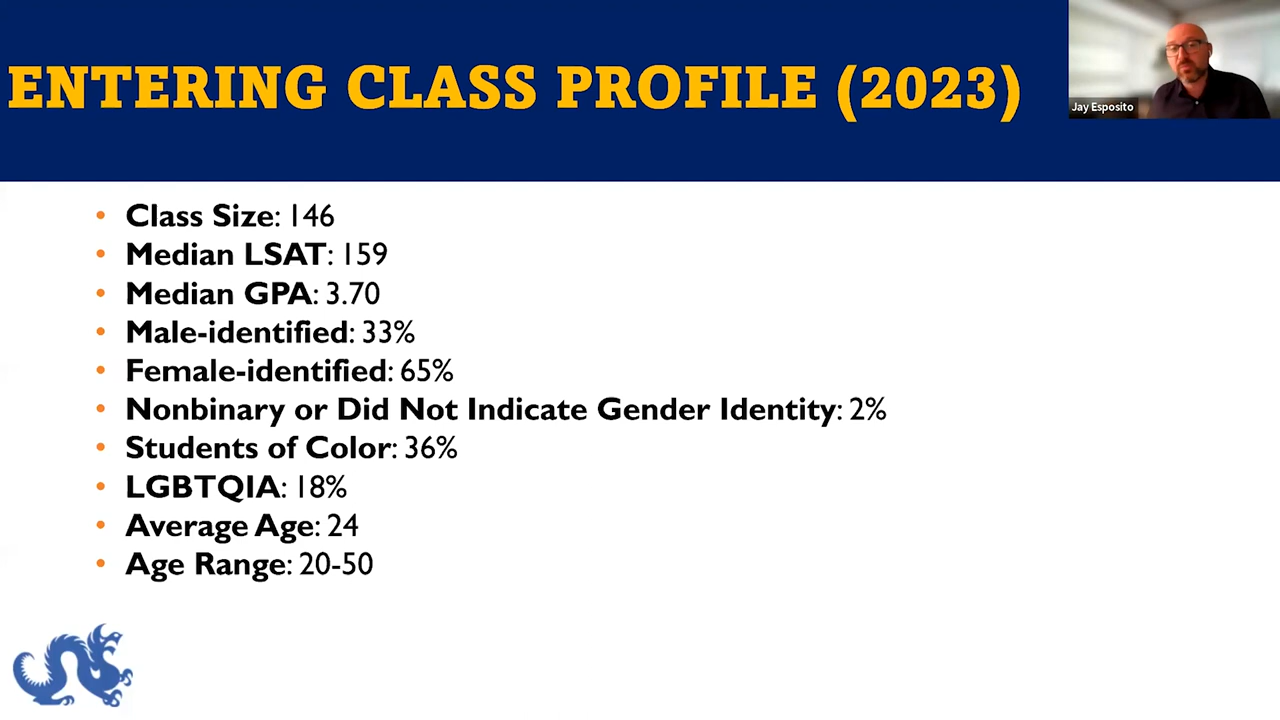 ENTERING CLASS PROFILE (2023)
Jay Esposito
• Class Size: 146
• Median LSAT: 159
• Median GPA: 3.70
• Male-identified: 33%
• Female-identified: 65%
• Nonbinary or Did Not Indicate Gender Identity: 2%
• Students of Color: 36%
• LGBTQIA: 18%
• Average Age: 24
• Age Range: 20-50